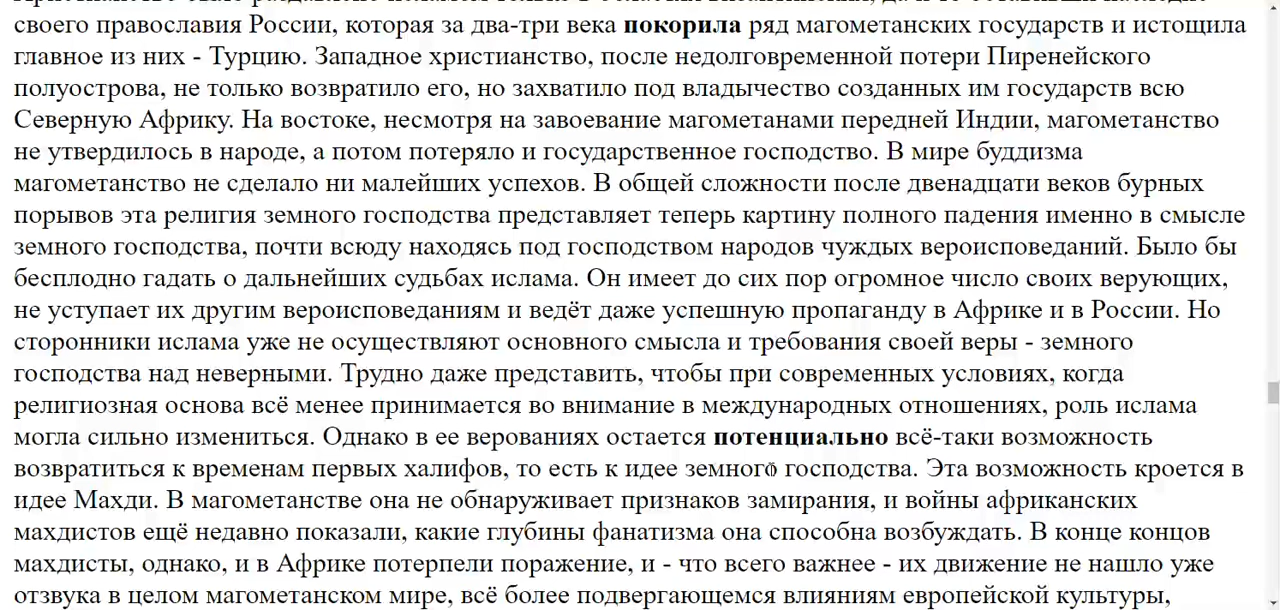 своего православия России, которая за два-три века покорила ряд магометанских государств и истощила
главное из них - Турцию. Западное христианство, после недолговременной потери Пиренейского
полуострова, не только возвратило его, но захватило под владычество созданных им государств всю
Северную Африку. На востоке, несмотря на завоевание магометанами передней Индии, магометанство
не утвердилось в народе, а потом потеряло и государственное господство. В мире буддизма
магометанство не сделало ни малейших успехов. В общей сложности после двенадцати веков бурных
порывов эта религия земного господства представляет теперь картину полного падения именно в смысле
земного господства, почти всюду находясь под господством народов чуждых вероисповеданий. Было бы
бесплодно гадать о дальнейших судьбах ислама. Он имеет до сих пор огромное число своих верующих,
не уступает их другим вероисповеданиям и ведёт даже успешную пропаганду в Африке и в России. Но
сторонники ислама уже не осуществляют основного смысла и требования своей веры - земного
господства над неверными. Трудно даже представить, чтобы при современных условиях, когда
религиозная основа всё менее принимается во внимание в международных отношениях, роль ислама
могла сильно измениться. Однако в ее верованиях остается потенциально всё-таки возможность
возвратиться к временам первых халифов, то есть к идее земного господства. Эта возможность кроется в
идее Махди. В магометанстве она не обнаруживает признаков замирания, и войны африканских
махдистов ещё недавно показали, какие глубины фанатизма она способна возбуждать. В конце концов
махдисты, однако, и в Африке потерпели поражение, и - что всего важнее - их движение не нашло уже
отзвука в целом магометанском мире, всё более подвергающемся влияниям европейской культуры,